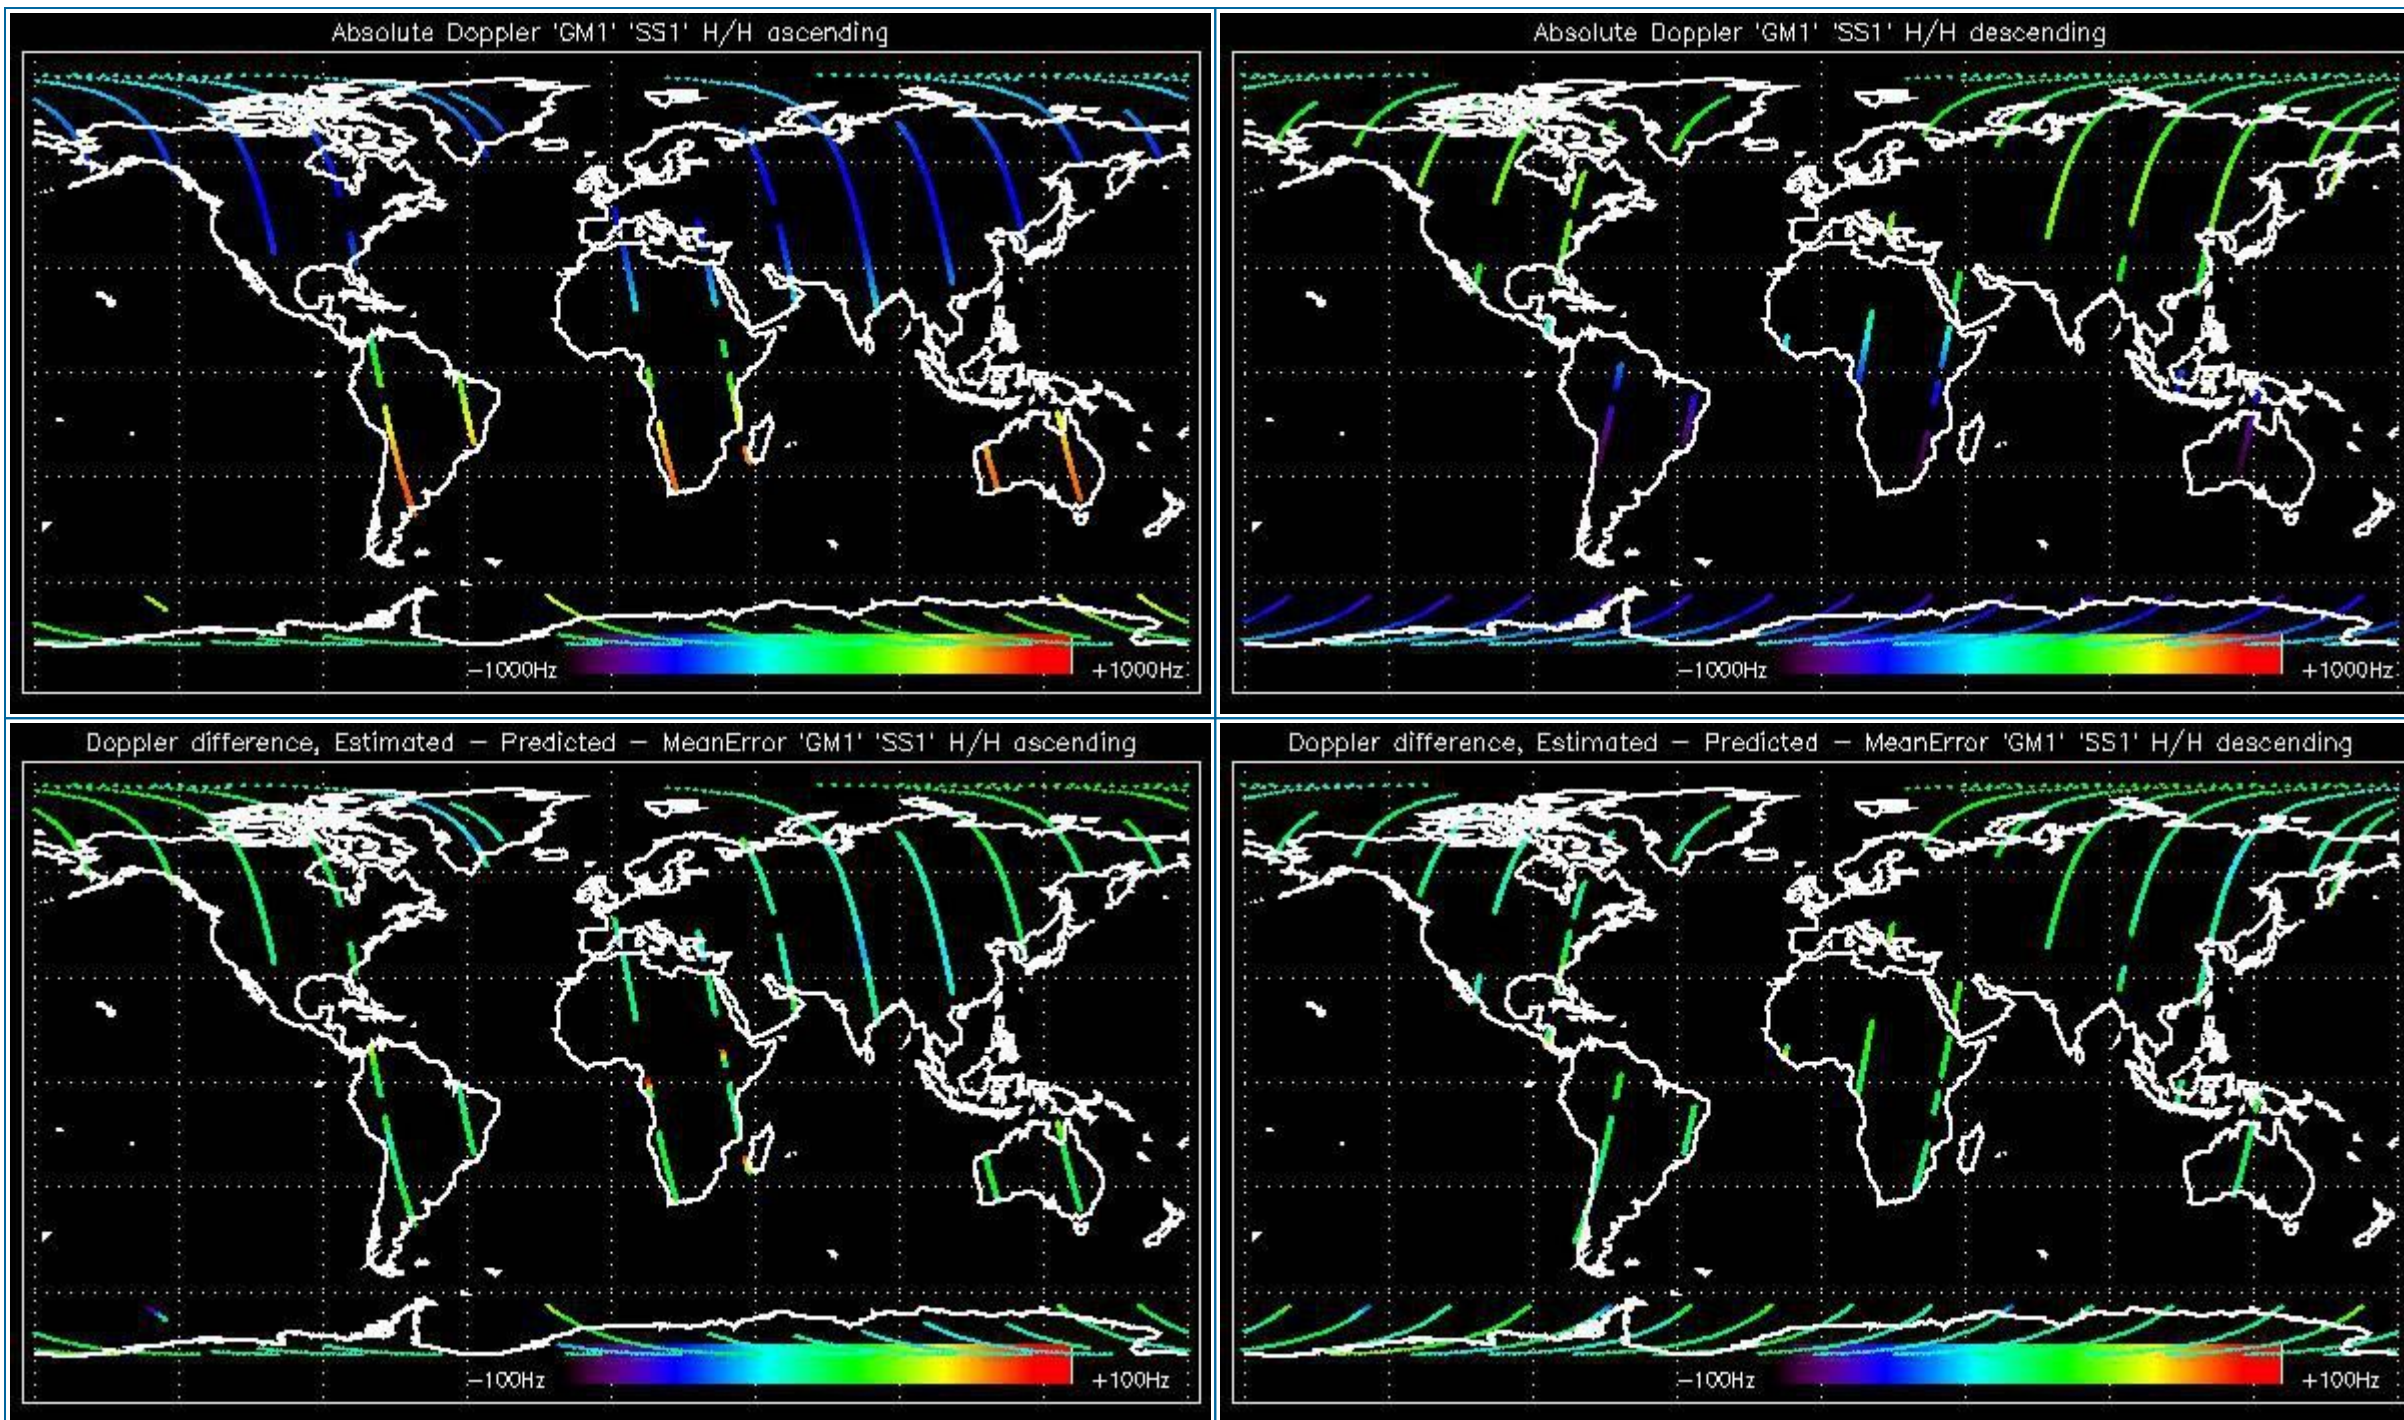 Absolute Doppler 'GM1' 'SS1' H/H ascending
-1000Hz
+1000Hz
Absolute Doppler 'GM1' 'SS1' H/H descending
-1000Hz
+1000Hz
Doppler difference, Estimated - Predicted - MeanError 'GM1' 'SS1' H/H ascending
-100Hz
+100Hz
Doppler difference, Estimated - Predicted - MeanError 'GM1' 'SS1' H/H descending
-100Hz
+100Hz